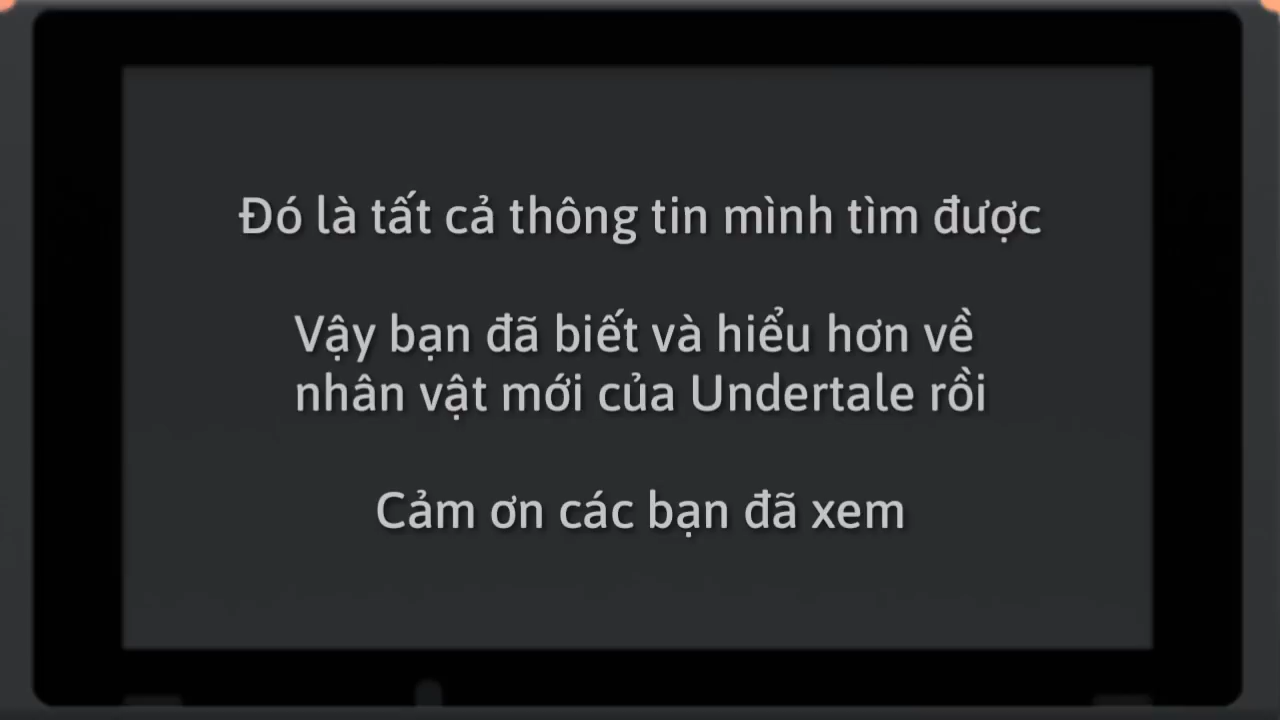 Đó là tất cả thông tin mình tìm được
Vậy bạn đã biết và hiểu hơn về
nhân vật mới của Undertale rồi
Cảm ơn các bạn đã xem